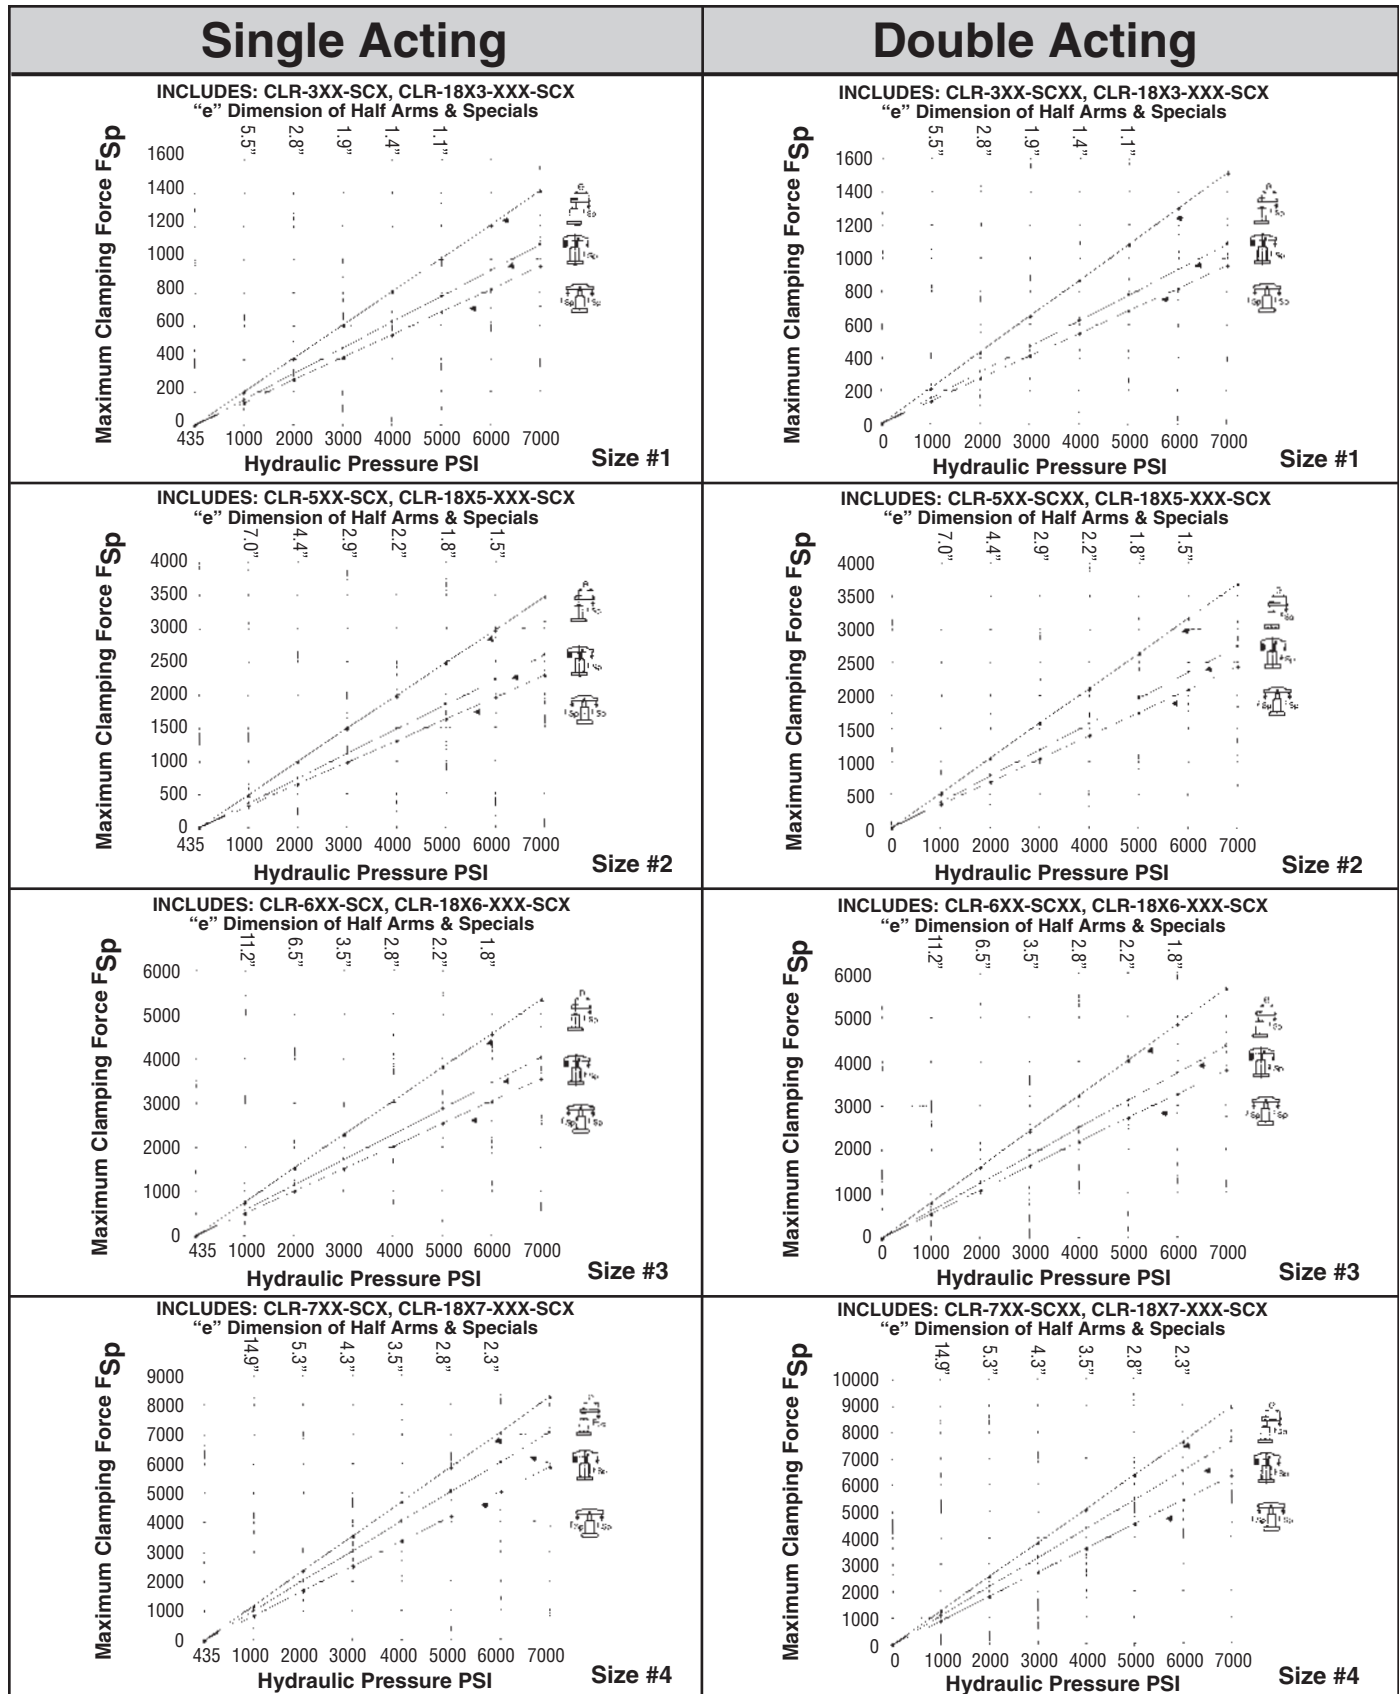 Single Acting
Double Acting
INCLUDES: CLR-3XX-SCX, CLR-18X3-XXX-SCX
“e” Dimension of Half Arms & Specials
5.5” 2.8” 1.9” 1.4” 1.1”
Maximum Clamping Force FSp
1600
1400
1200
1000
800
600
400
200
0
435 1000 2000 3000 4000 5000 6000 7000
Hydraulic Pressure PSI
Size #1
INCLUDES: CLR-3XX-SCXX, CLR-18X3-XXX-SCX
“e” Dimension of Half Arms & Specials
5.5” 2.8” 1.9” 1.4” 1.1”
Maximum Clamping Force FSp
1600
1400
1200
1000
800
600
400
200
0
0 1000 2000 3000 4000 5000 6000 7000
Hydraulic Pressure PSI
Size #1
INCLUDES: CLR-5XX-SCX, CLR-18X5-XXX-SCX
“e” Dimension of Half Arms & Specials
7.0” 4.4” 2.9” 2.2” 1.8” 1.5”
Maximum Clamping Force FSp
4000
3500
3000
2500
2000
1500
1000
500
0
435 1000 2000 3000 4000 5000 6000 7000
Hydraulic Pressure PSI
Size #2
INCLUDES: CLR-5XX-SCXX, CLR-18X5-XXX-SCX
“e” Dimension of Half Arms & Specials
7.0” 4.4” 2.9” 2.2” 1.8” 1.5”
Maximum Clamping Force FSp
4000
3500
3000
2500
2000
1500
1000
500
0
0 1000 2000 3000 4000 5000 6000 7000
Hydraulic Pressure PSI
Size #2
INCLUDES: CLR-6XX-SCX, CLR-18X6-XXX-SCX
“e” Dimension of Half Arms & Specials
11.2” 6.5” 3.5” 2.8” 2.2” 1.8”
Maximum Clamping Force FSp
6000
5000
4000
3000
2000
1000
0
435 1000 2000 3000 4000 5000 6000 7000
Hydraulic Pressure PSI
Size #3
INCLUDES: CLR-6XX-SCXX, CLR-18X6-XXX-SCX
“e” Dimension of Half Arms & Specials
11.2” 6.5” 3.5” 2.8” 2.2” 1.8”
Maximum Clamping Force FSp
6000
5000
4000
3000
2000
1000
0
0 1000 2000 3000 4000 5000 6000 7000
Hydraulic Pressure PSI
Size #3
INCLUDES: CLR-7XX-SCX, CLR-18X7-XXX-SCX
“e” Dimension of Half Arms & Specials
14.9” 5.3” 4.3” 3.5” 2.8” 2.3”
Maximum Clamping Force FSp
9000
8000
7000
6000
5000
4000
3000
2000
1000
0
435 1000 2000 3000 4000 5000 6000 7000
Hydraulic Pressure PSI
Size #4
INCLUDES: CLR-7XX-SCXX, CLR-18X7-XXX-SCX
“e” Dimension of Half Arms & Specials
14.9” 5.3” 4.3” 3.5” 2.8” 2.3”
Maximum Clamping Force FSp
10000
9000
8000
7000
6000
5000
4000
3000
2000
1000
0
0 1000 2000 3000 4000 5000 6000 7000
Hydraulic Pressure PSI
Size #4